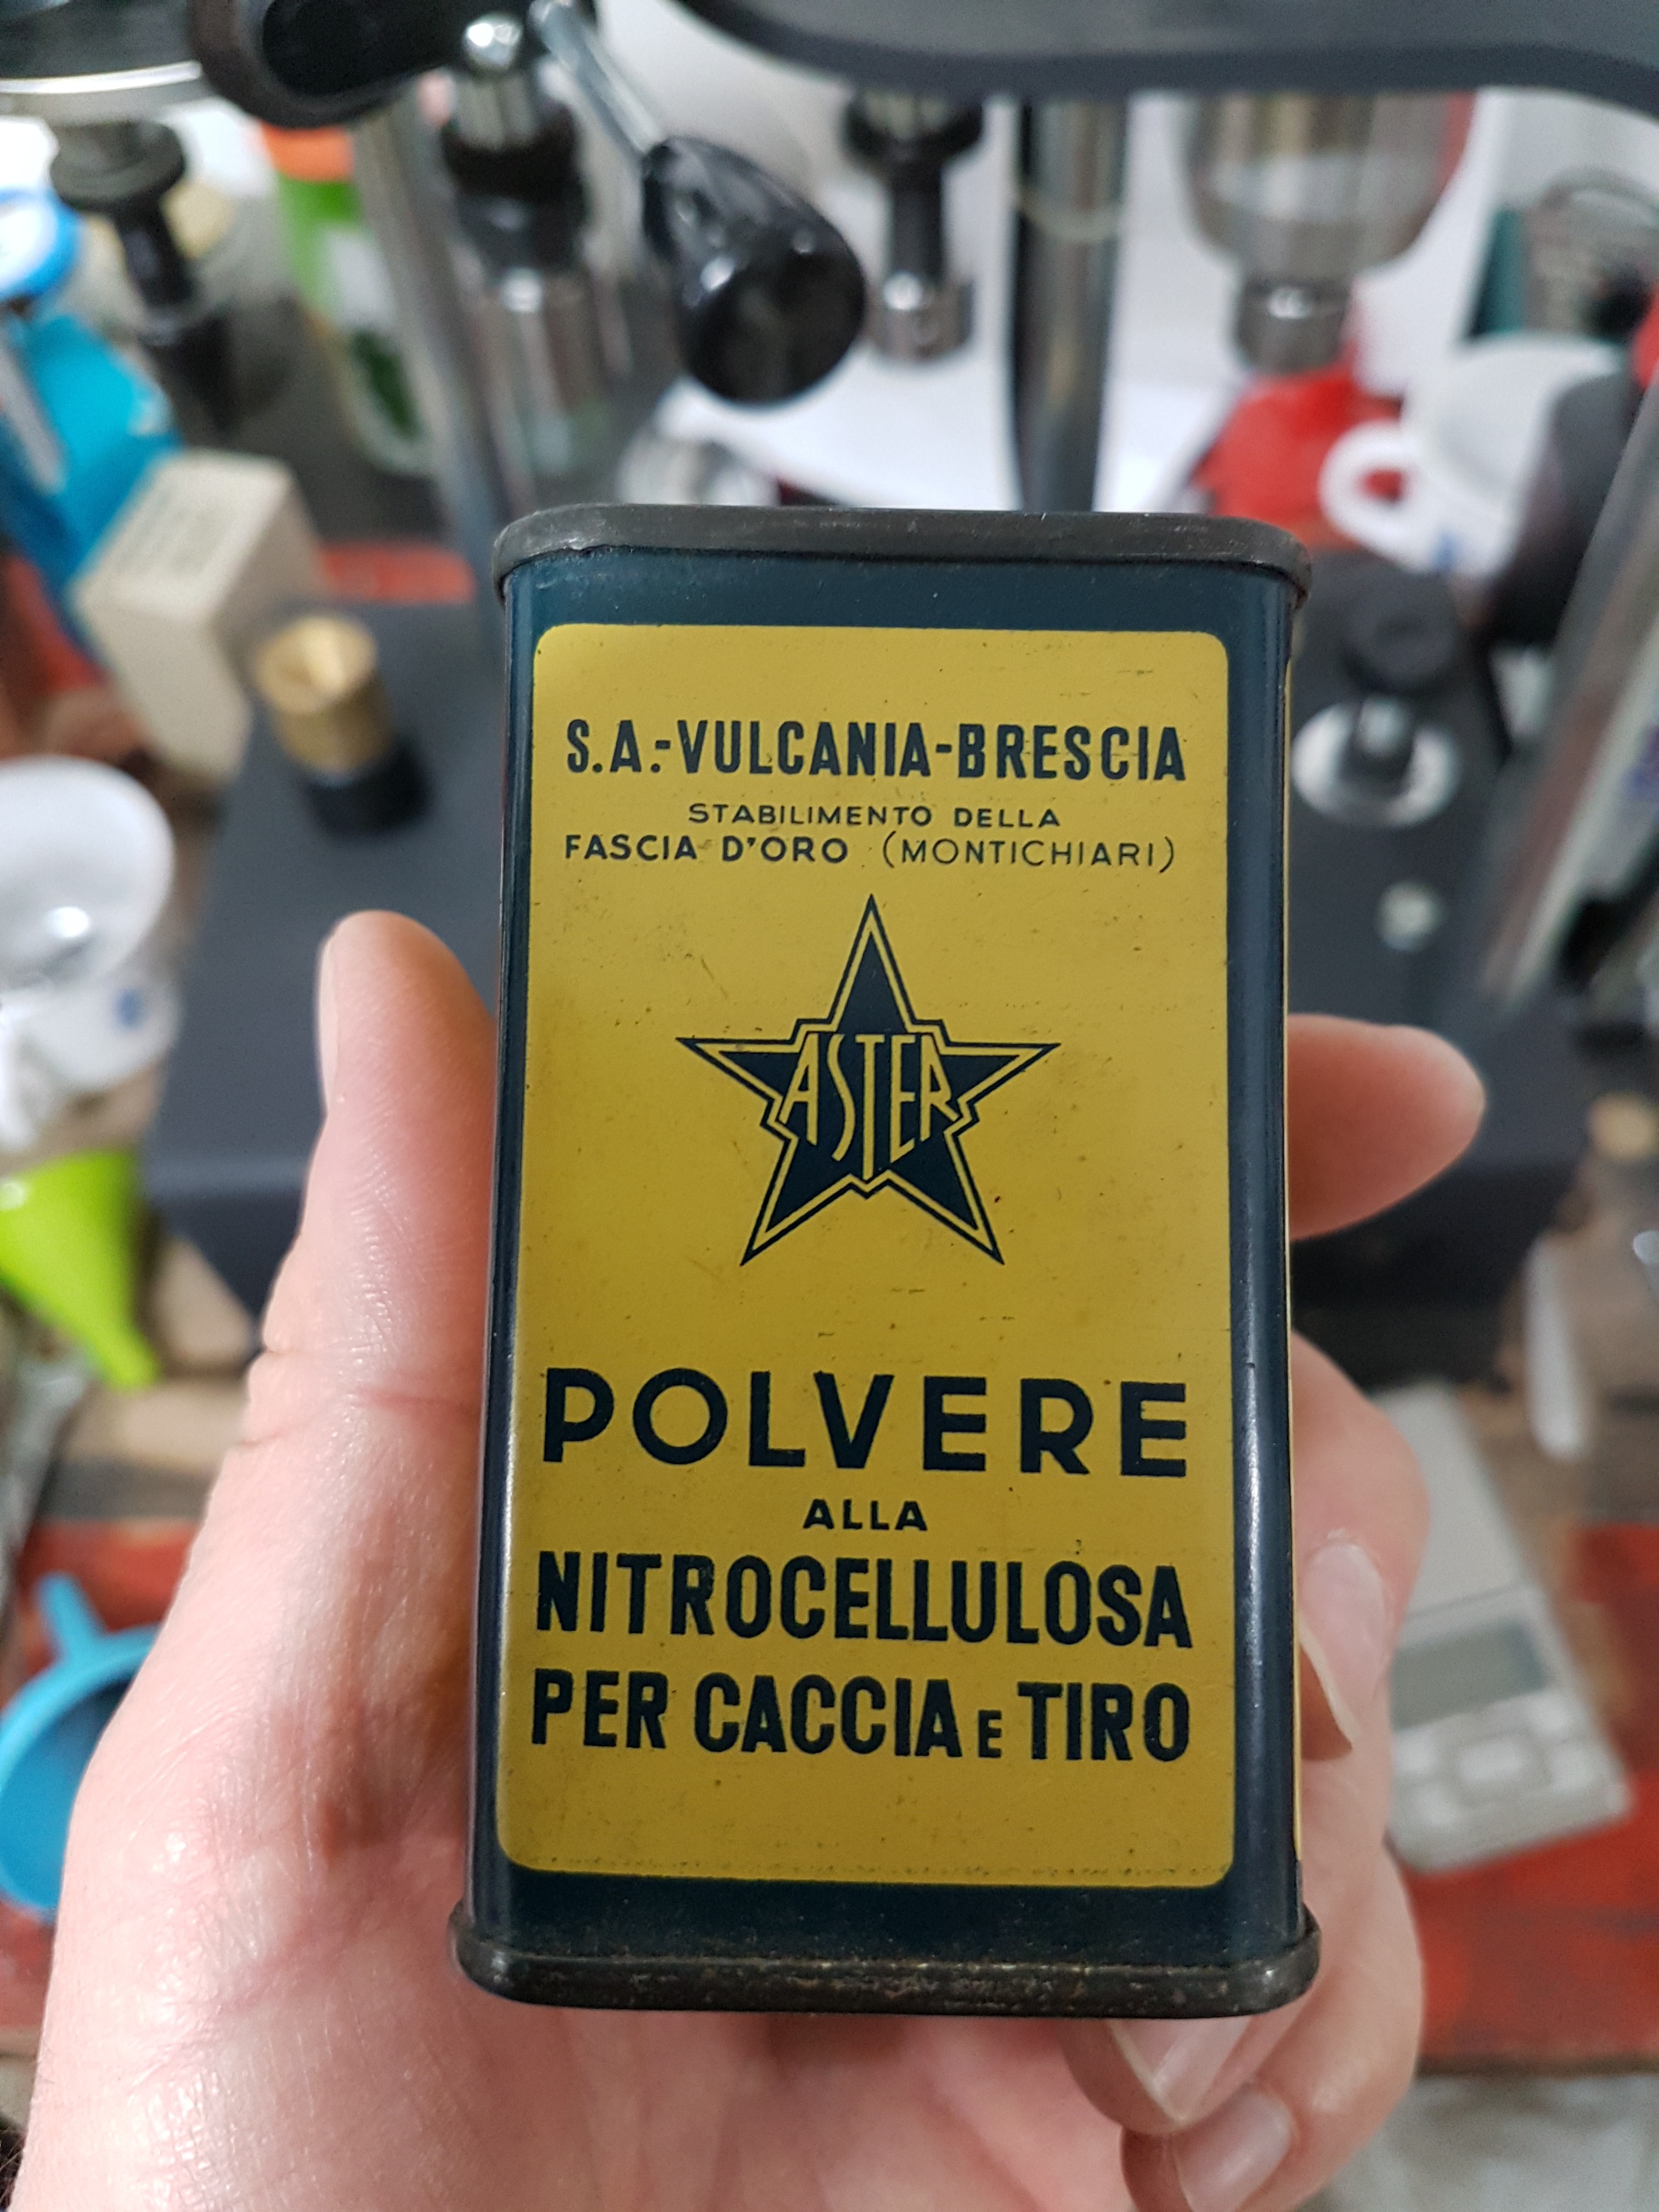 S.A.-VULCANIA-BRESCIA
STABILIMENTO DELLA
FASCIA D'ORO (MONTICHIARI)
ASTER
POLVERE
ALLA
NITROCELLULOSA
PER CACCIA E TIRO